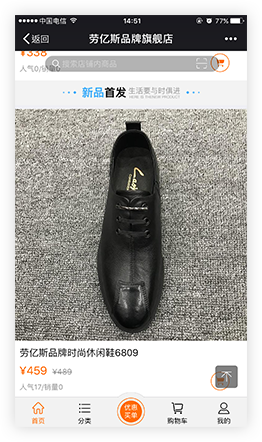 中国电信 14:51 77%
返回 劳亿斯品牌旗舰店
¥338
搜索店铺内商品
人气0/销量0
新品首发 生活要与时俱进
劳亿斯品牌时尚休闲鞋6809
¥459 ¥489
人气17/销量0
首页 分类 优惠买单 购物车 我的